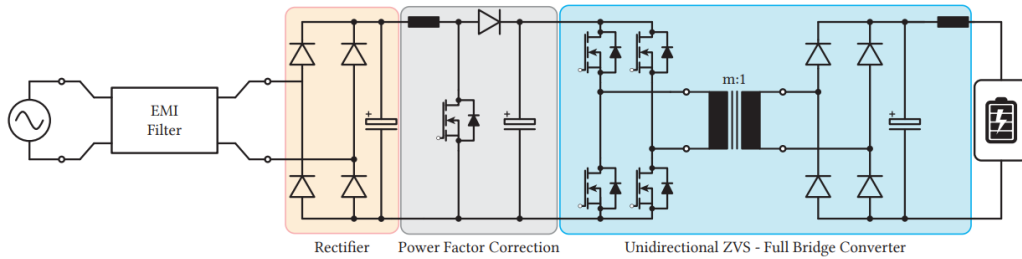 m:1
EMI
Filter
+
+
+
Rectifier
Power Factor Correction
Unidirectional ZVS - Full Bridge Converter